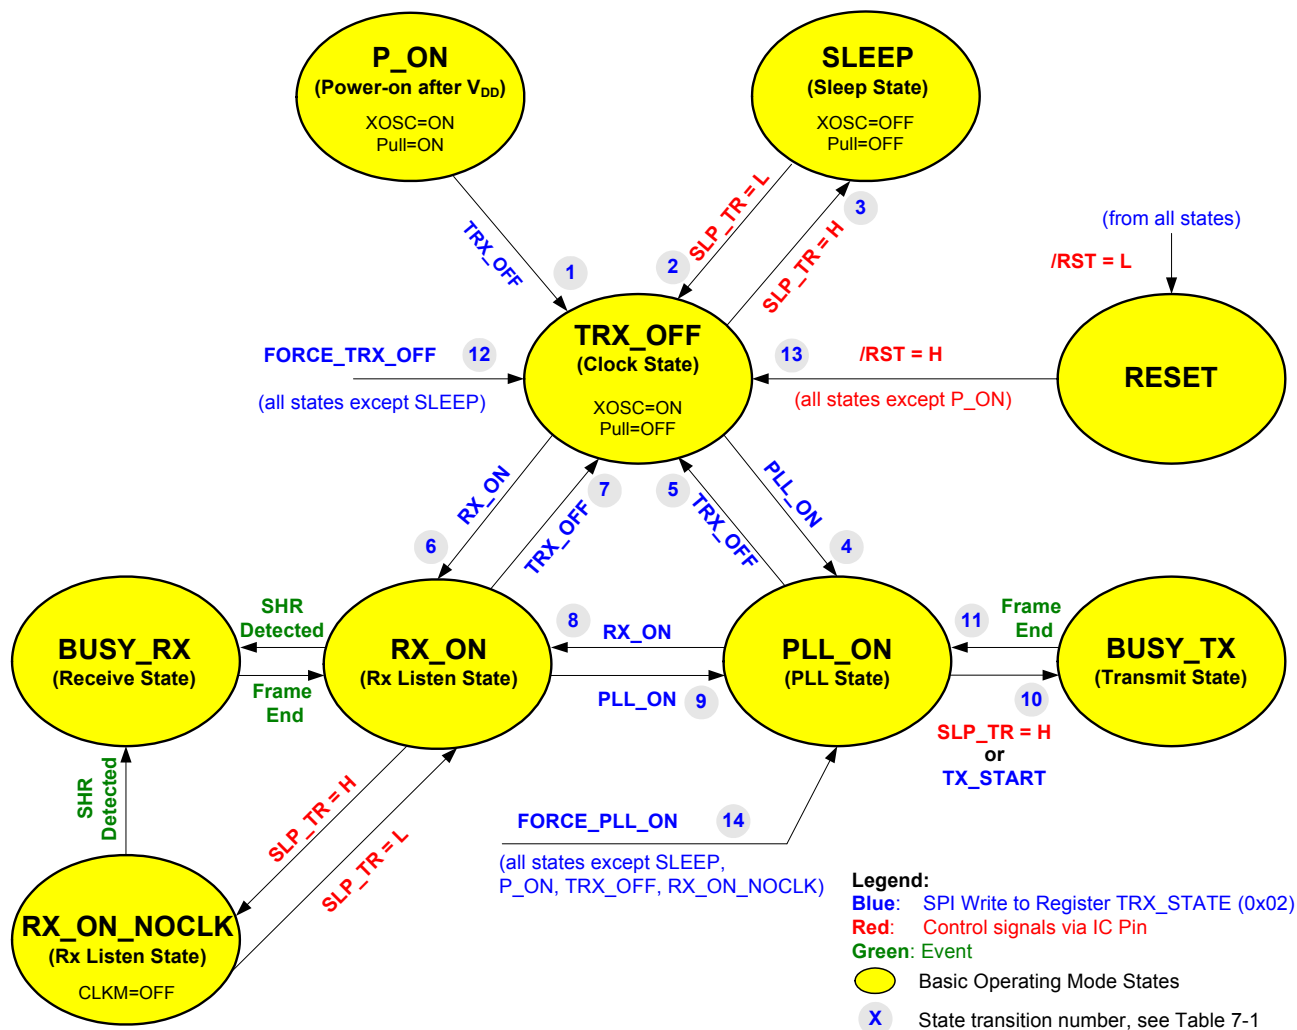 P_ON
(Power-on after VDD)
XOSC=ON
Pull=ON
SLEEP
(Sleep State)
XOSC=OFF
Pull=OFF
TRX_OFF
1
2
SLP_TR = L
SLP_TR = H
3
(from all states)
/RST = L
FORCE_TRX_OFF
12
(all states except SLEEP)
TRX_OFF
(Clock State)
XOSC=ON
Pull=OFF
13
/RST = H
(all states except P_ON)
RESET
RX_ON
6
7
TRX_OFF
5
TRX_OFF
PLL_ON
4
BUSY_RX
(Receive State)
SHR
Detected
Frame
End
RX_ON
(Rx Listen State)
8
RX_ON
PLL_ON
9
PLL_ON
(PLL State)
11
Frame
End
10
SLP_TR = H
or
TX_START
BUSY_TX
(Transmit State)
SHR
Detected
SLP_TR = H
SLP_TR = L
FORCE_PLL_ON
14
(all states except SLEEP,
P_ON, TRX_OFF, RX_ON_NOCLK)
RX_ON_NOCLK
(Rx Listen State)
CLKM=OFF
Legend:
Blue: SPI Write to Register TRX_STATE (0x02)
Red: Control signals via IC Pin
Green: Event
Basic Operating Mode States
X State transition number, see Table 7-1